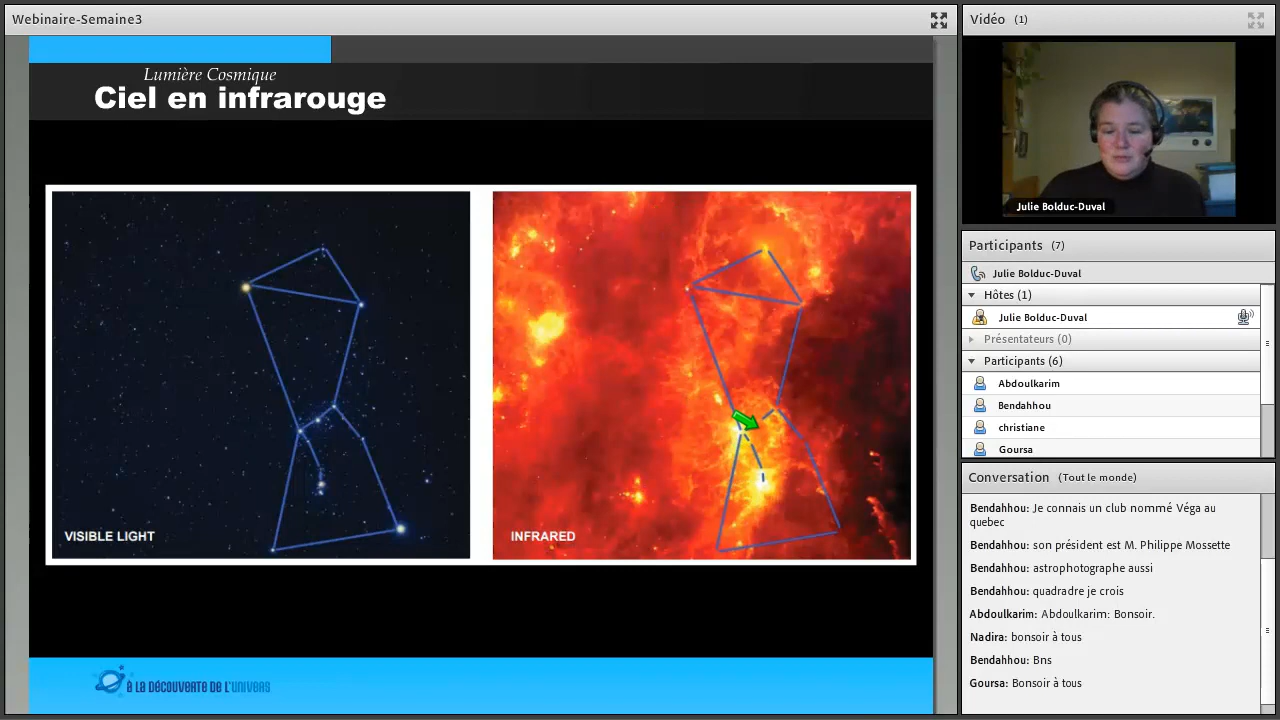 Webinaire-Semaine3
Lumière Cosmique
Ciel en infrarouge
VISIBLE LIGHT
INFRARED
À LA DÉCOUVERTE DE L'UNIVERS
Vidéo (1)
Julie Bolduc-Duval
Participants (7)
Julie Bolduc-Duval
Hôtes (1)
Julie Bolduc-Duval
Présentateurs (0)
Participants (6)
Abdoulkarim
Bendahhou
christiane
Goursa
Conversation (Tout le monde)
Bendahhou: Je connais un club nommé Véga au
quebec
Bendahhou: son président est M. Philippe Mossette
Bendahhou: astrophotographe aussi
Bendahhou: quadradre je crois
Abdoulkarim: Abdoulkarim: Bonsoir.
Nadira: bonsoir à tous
Bendahhou: Bns
Goursa: Bonsoir à tous